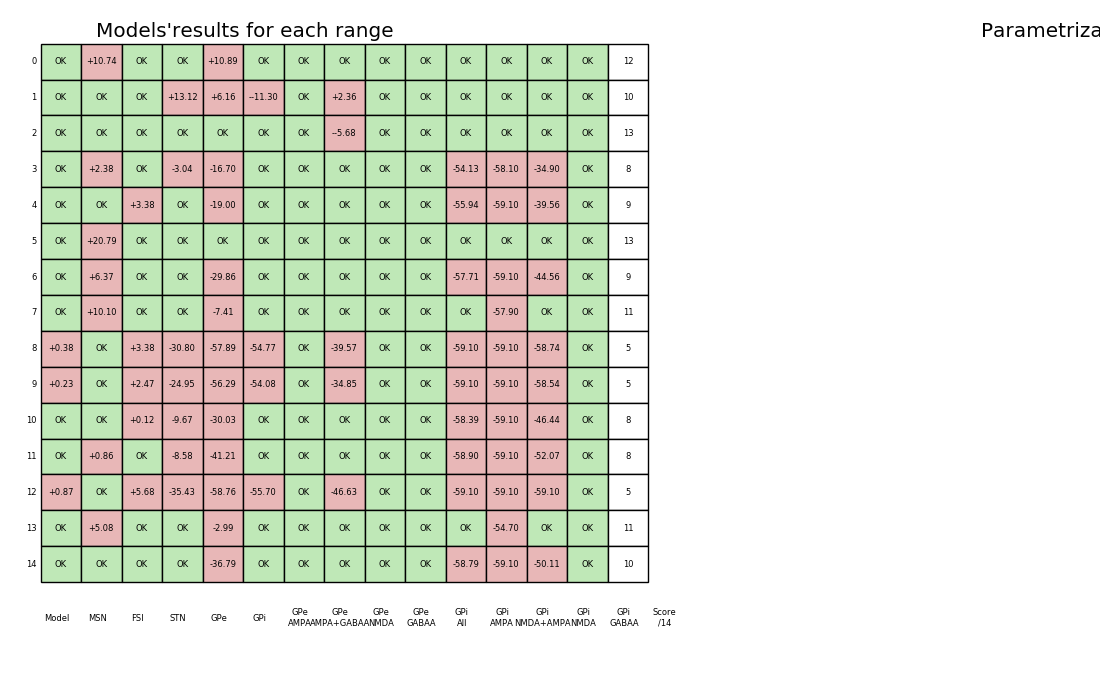 Models'results for each range
Parametriza
0 OK +10.74 OK OK +10.89 OK OK OK OK OK OK OK OK OK 12
1 OK OK OK +13.12 +6.16 --11.30 OK +2.36 OK OK OK OK OK OK 10
2 OK OK OK OK OK OK OK --5.68 OK OK OK OK OK OK 13
3 OK +2.38 OK -3.04 -16.70 OK OK OK OK OK -54.13 -58.10 -34.90 OK 8
4 OK OK +3.38 OK -19.00 OK OK OK OK OK -55.94 -59.10 -39.56 OK 9
5 OK +20.79 OK OK OK OK OK OK OK OK OK OK OK OK 13
6 OK +6.37 OK OK -29.86 OK OK OK OK OK -57.71 -59.10 -44.56 OK 9
7 OK +10.10 OK OK -7.41 OK OK OK OK OK OK -57.90 OK OK 11
8 +0.38 OK +3.38 -30.80 -57.89 -54.77 OK -39.57 OK OK -59.10 -59.10 -58.74 OK 5
9 +0.23 OK +2.47 -24.95 -56.29 -54.08 OK -34.85 OK OK -59.10 -59.10 -58.54 OK 5
10 OK OK +0.12 -9.67 -30.03 OK OK OK OK OK -58.39 -59.10 -46.44 OK 8
11 OK +0.86 OK -8.58 -41.21 OK OK OK OK OK -58.90 -59.10 -52.07 OK 8
12 +0.87 OK +5.68 -35.43 -58.76 -55.70 OK -46.63 OK OK -59.10 -59.10 -59.10 OK 5
13 OK +5.08 OK OK -2.99 OK OK OK OK OK OK -54.70 OK OK 11
14 OK OK OK OK -36.79 OK OK OK OK OK -58.79 -59.10 -50.11 OK 10
Model MSN FSI STN GPe GPi GPe GPe GPe GPe GPi GPi GPi GPi GPi Score
AMPA AMPA+GABAA NMDA GABAA All AMPA NMDA+AMPA NMDA GABAA /14